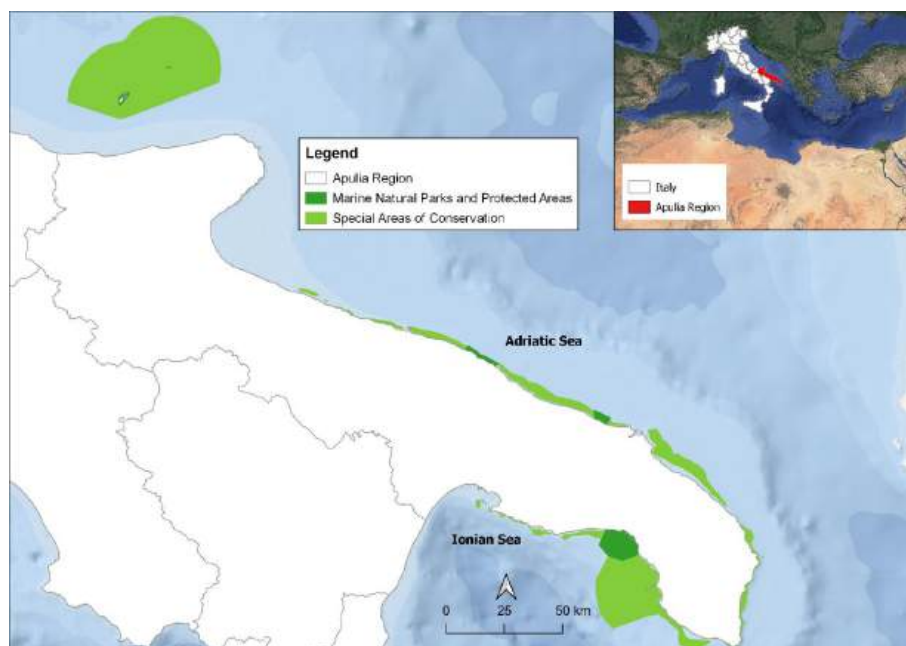 Legend
Apulia Region
Marine Natural Parks and Protected Areas
Special Areas of Conservation
Italy
Apulia Region
Adriatic Sea
Ionian Sea
0 25 50 km